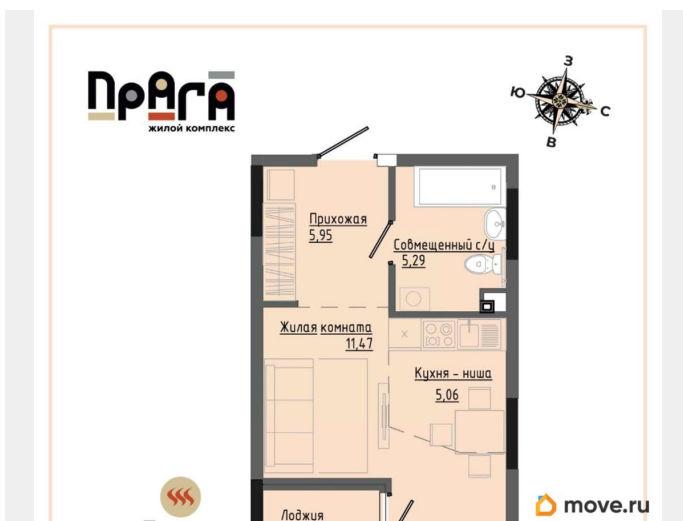 ПРАГА
ЖИЛОЙ КОМПЛЕКС
З
Ю
С
В
Прихожая
5,95
Совмещенный с/у
5,29
Жилая комната
11,47
Кухня - ниша
5,06
Лоджия
move.ru